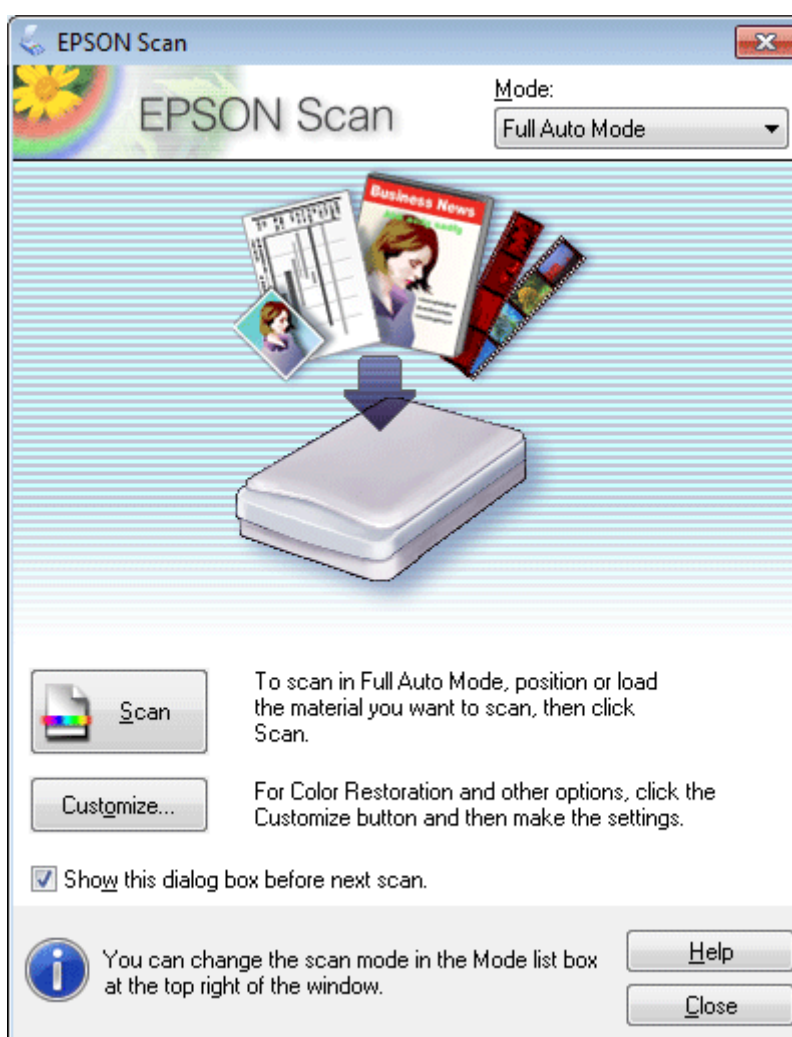 EPSON Scan
EPSON Scan
Mode:
Full Auto Mode
Business News
Scan
To scan in Full Auto Mode, position or load
the material you want to scan, then click
Scan.
Customize...
For Color Restoration and other options, click the
Customize button and then make the settings.
Show this dialog box before next scan.
You can change the scan mode in the Mode list box
at the top right of the window.
Help
Close